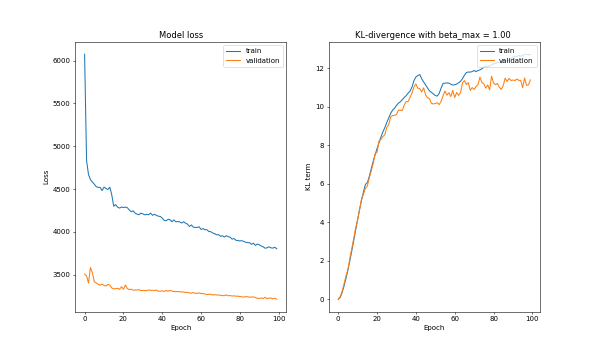 Model loss
train
validation
6000
5500
5000
4500
4000
3500
Loss
0
20
40
60
80
100
Epoch
KL-divergence with beta_max = 1.00
train
validation
12
10
8
6
4
2
0
KL term
0
20
40
60
80
100
Epoch